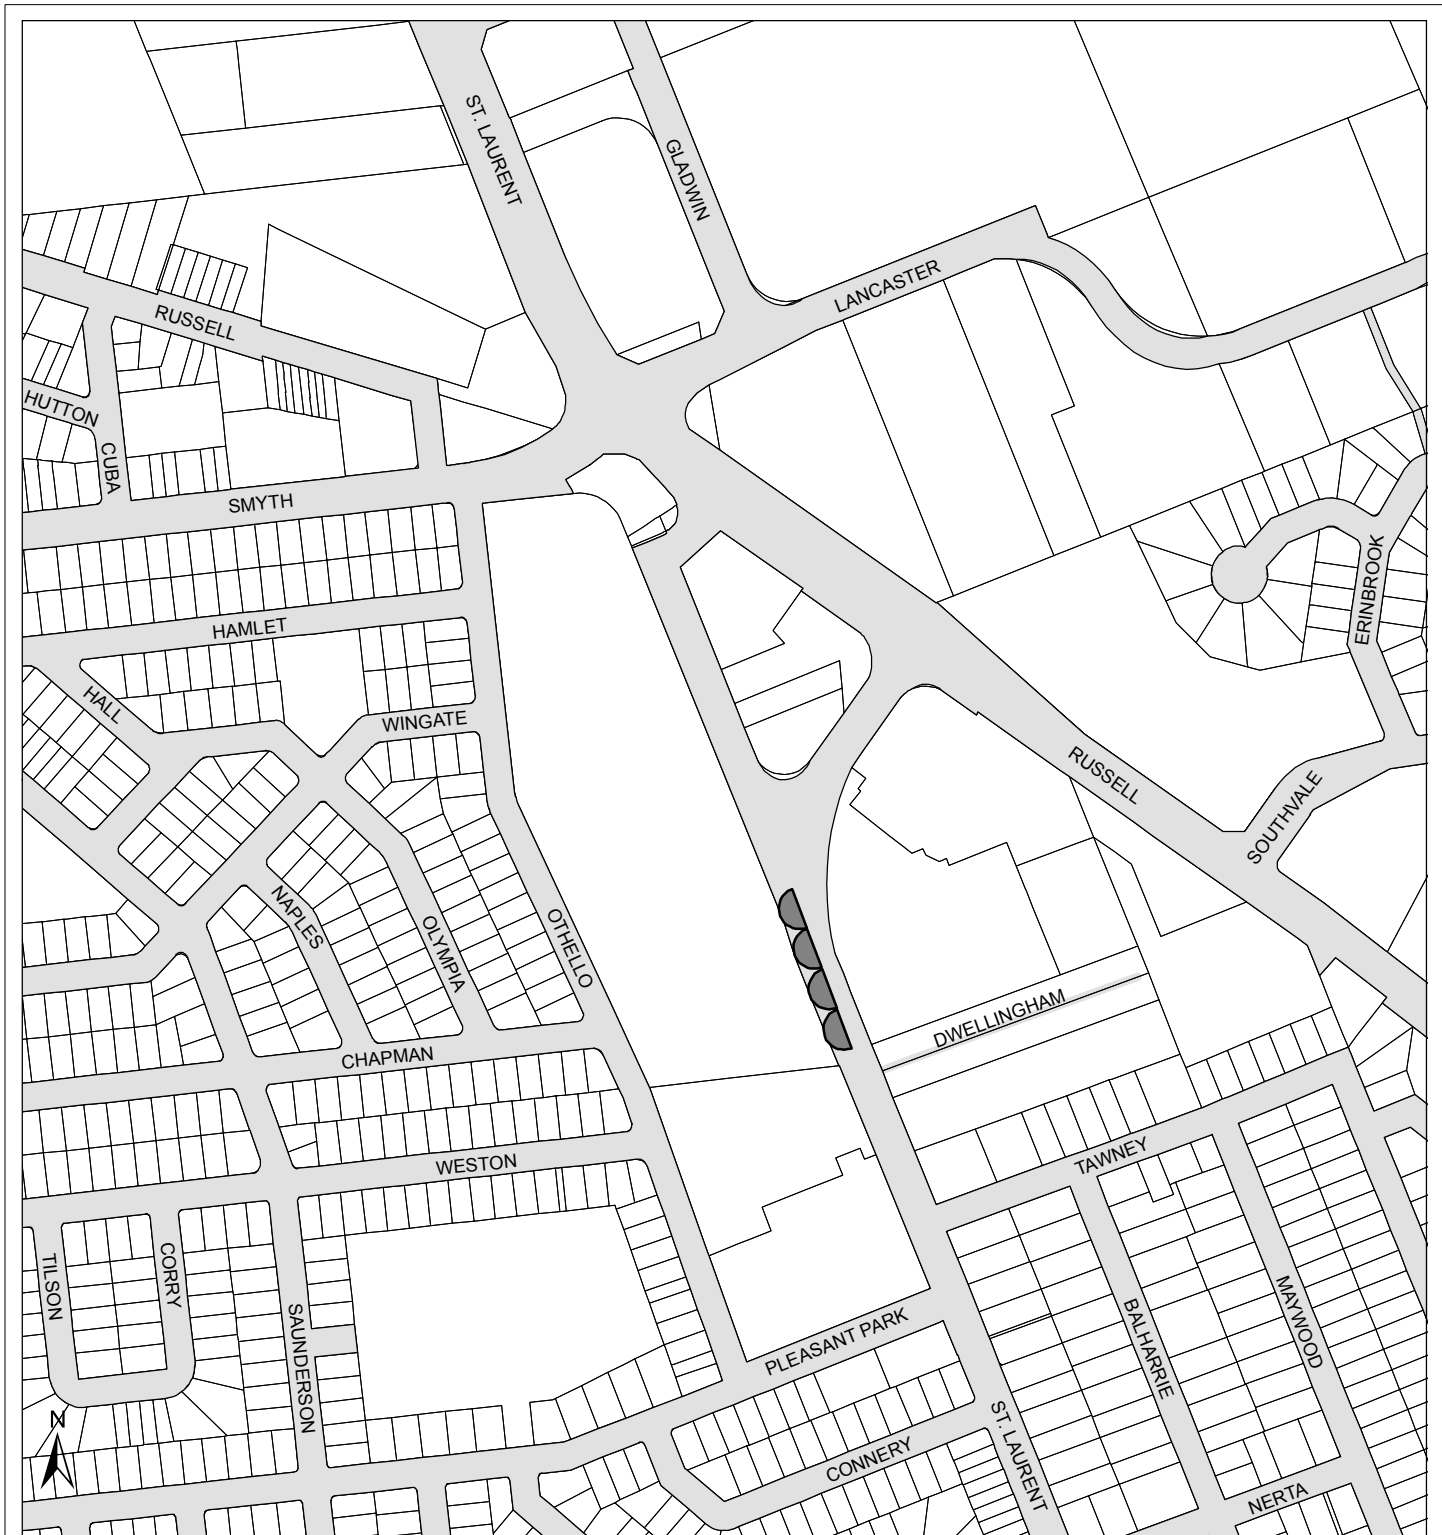 ST. LAURENT
GLADWIN
LANCASTER
RUSSELL
HUTTON
CUBA
SMYTH
ERINBROOK
HAMLET
HALL
WINGATE
RUSSELL
SOUTHVALE
NAPLES
OLYMPIA
OTHELLO
DWELLINGHAM
CHAPMAN
TAWNEY
WESTON
TILSON
CORRY
SAUNDERSON
PLEASANT PARK
BALHARRIE
MAYWOOD
N
ST. LAURENT
CONNERY
NERTA